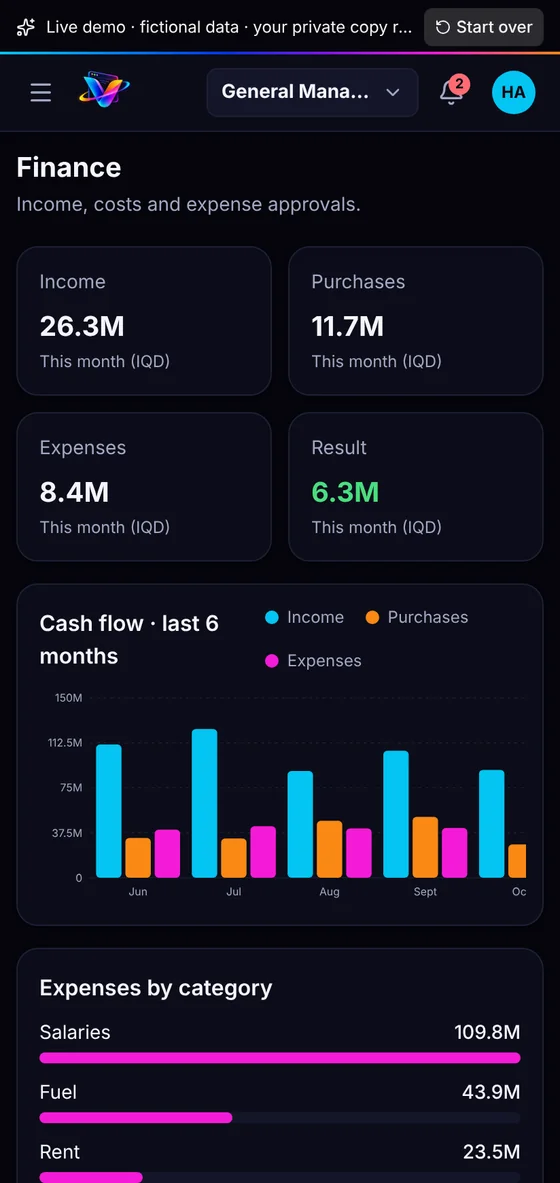 Live demo · fictional data · your private copy r...
Start over
General Mana...
2
HA
Finance
Income, costs and expense approvals.
Income
26.3M
This month (IQD)
Purchases
11.7M
This month (IQD)
Expenses
8.4M
This month (IQD)
Result
6.3M
This month (IQD)
Cash flow · last 6
months
Income
Purchases
Expenses
150M
112.5M
75M
37.5M
0
Jun
Jul
Aug
Sept
Oc
Expenses by category
Salaries
109.8M
Fuel
43.9M
Rent
23.5M